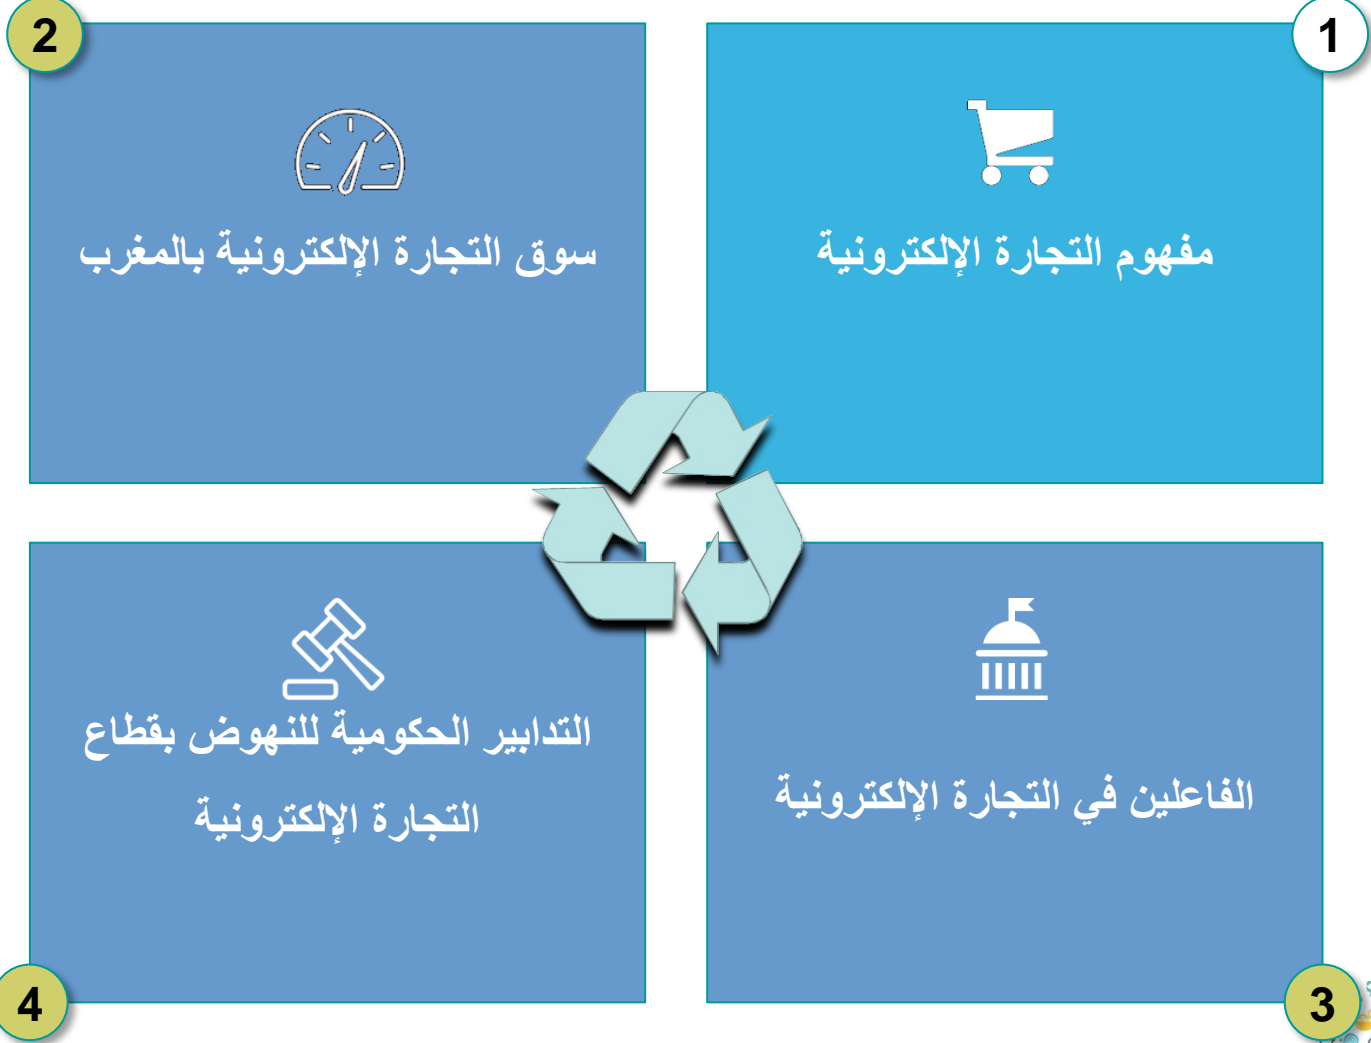 1
مفهوم التجارة الإلكترونية
2
سوق التجارة الإلكترونية بالمغرب
3
الفاعلين في التجارة الإلكترونية
4
التدابير الحكومية للنهوض بقطاع
التجارة الإلكترونية